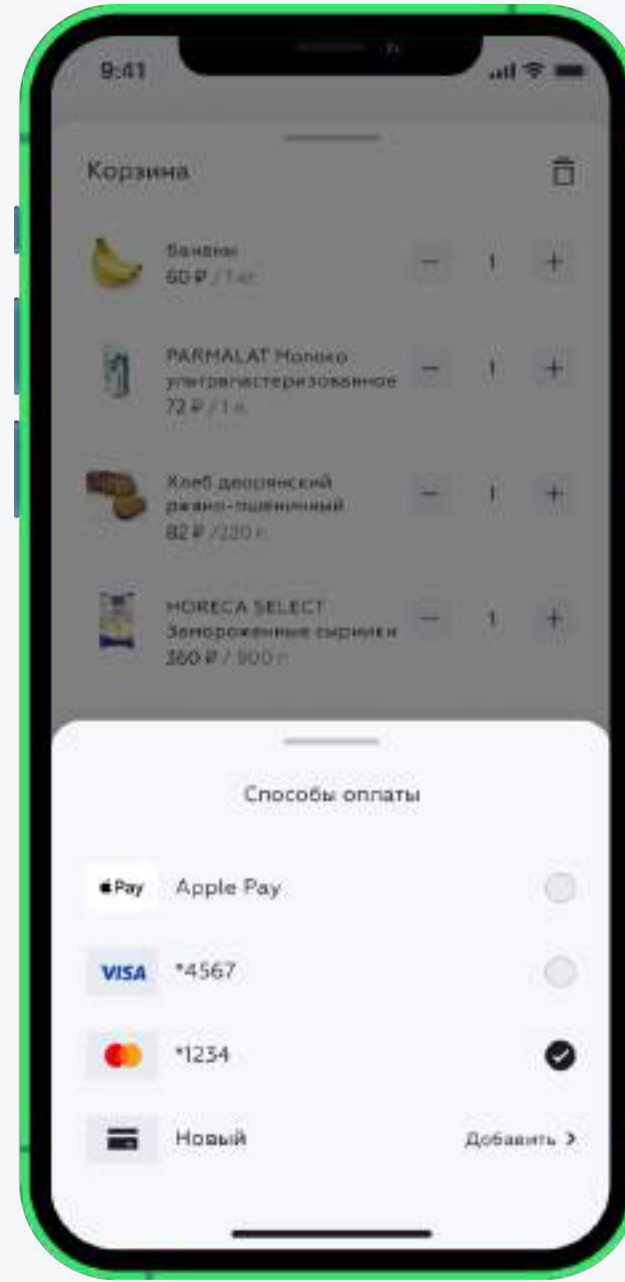 9:41
Корзина
Бананы
60 ₽ / 1 кг.
− 1 +
PARMALAT Молоко
ультрапастеризованное
72 ₽ / 1 л.
− 1 +
Хлеб дворянский
ржано-пшеничный
82 ₽ /220 г.
− 1 +
HORECA SELECT
Замороженные сырники
360 ₽ / 900 г.
− 1 +
Способы оплаты
Pay Apple Pay
VISA *4567
*1234
Новый Добавить >